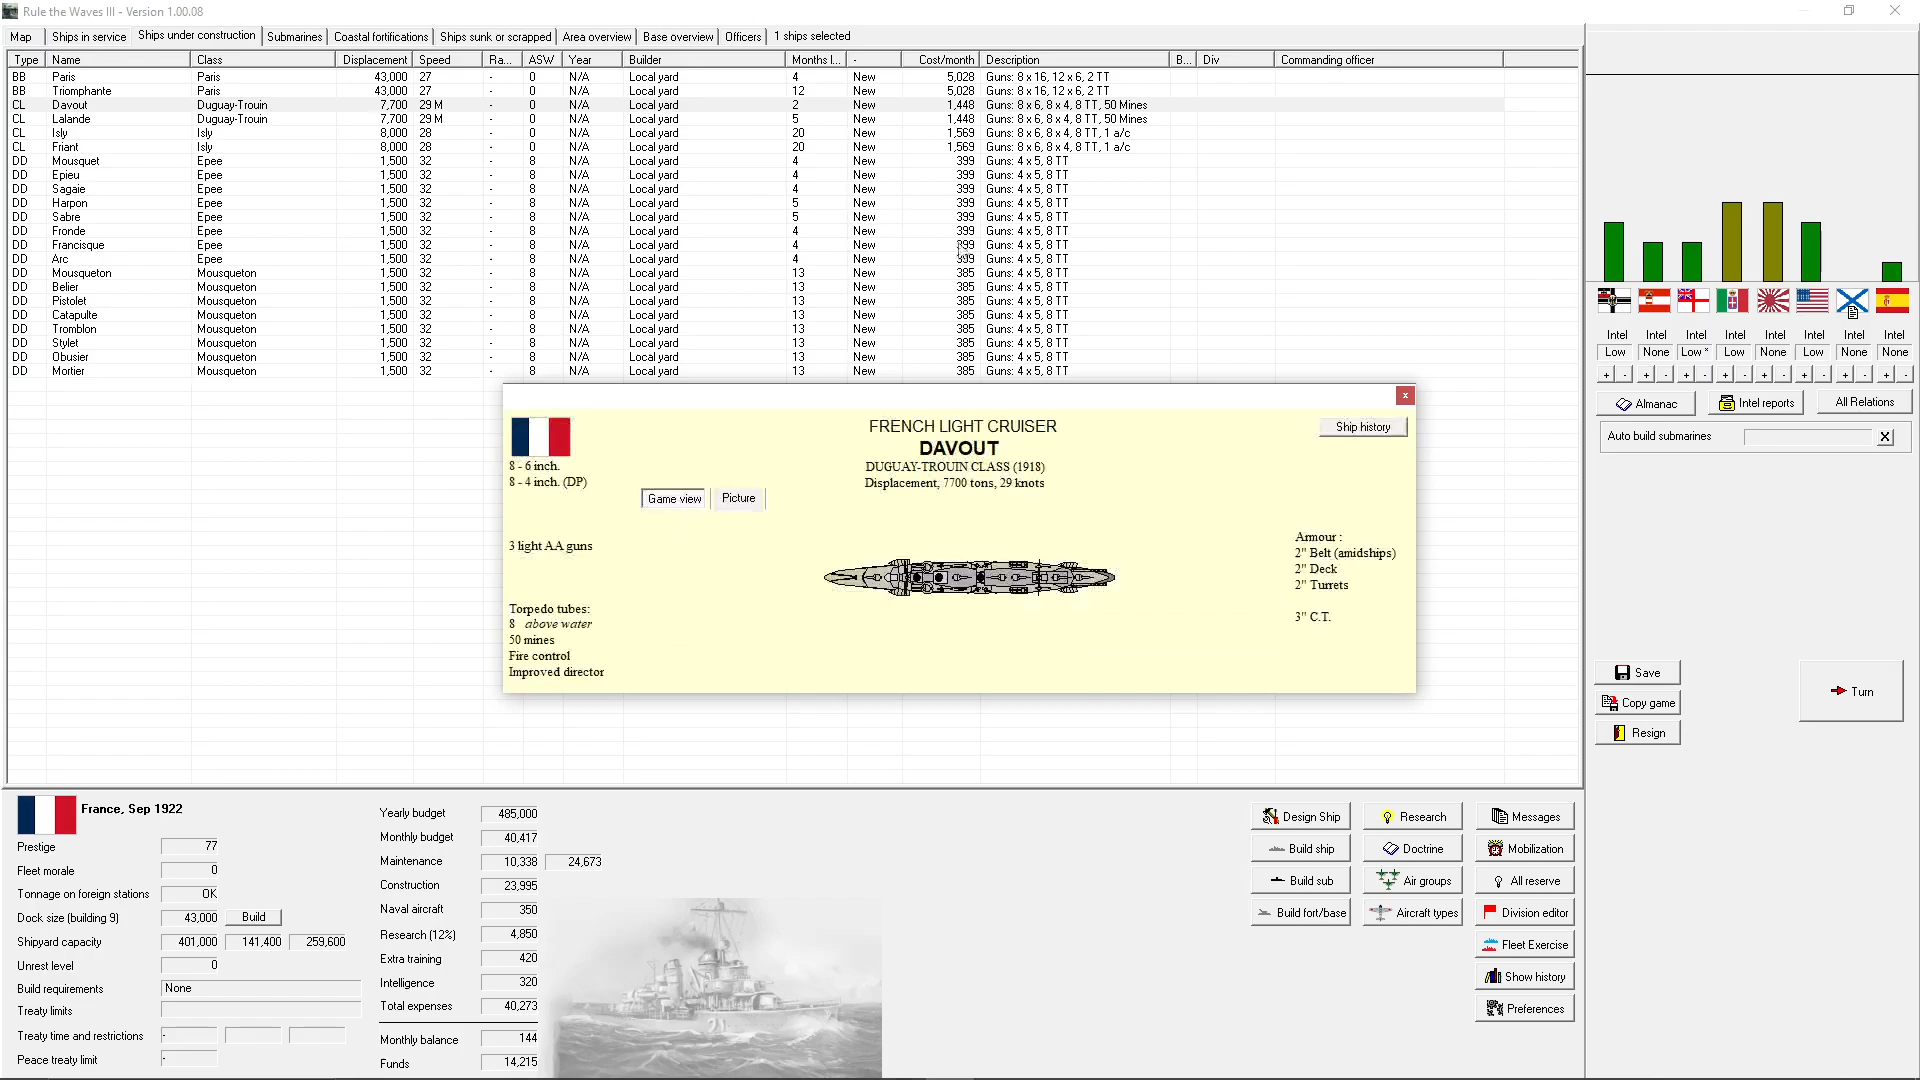 Rule the Waves III - Version 1.00.08
Map Ships in service Ships under construction Submarines Coastal fortifications Ships sunk or scrapped Area overview Base overview Officers 1 ships selected
Type Name Class Displacement Speed Ra... ASW Year Builder Months l... - Cost/month Description B... Div Commanding officer
BB Paris Paris 43,000 27 - 0 N/A Local yard 4 New 5,028 Guns: 8 x 16, 12 x 6, 2 TT
BB Triomphante Paris 43,000 27 - 0 N/A Local yard 12 New 5,028 Guns: 8 x 16, 12 x 6, 2 TT
CL Davout Duguay-Trouin 7,700 29 M - 0 N/A Local yard 2 New 1,448 Guns: 8 x 6, 8 x 4, 8 TT, 50 Mines
CL Lalande Duguay-Trouin 7,700 29 M - 0 N/A Local yard 5 New 1,448 Guns: 8 x 6, 8 x 4, 8 TT, 50 Mines
CL Isly Isly 8,000 28 - 0 N/A Local yard 20 New 1,569 Guns: 8 x 6, 8 x 4, 8 TT, 1 a/c
CL Friant Isly 8,000 28 - 0 N/A Local yard 20 New 1,569 Guns: 8 x 6, 8 x 4, 8 TT, 1 a/c
DD Mousquet Epee 1,500 32 - 8 N/A Local yard 4 New 399 Guns: 4 x 5, 8 TT
DD Epieu Epee 1,500 32 - 8 N/A Local yard 4 New 399 Guns: 4 x 5, 8 TT
DD Sagaie Epee 1,500 32 - 8 N/A Local yard 4 New 399 Guns: 4 x 5, 8 TT
DD Harpon Epee 1,500 32 - 8 N/A Local yard 5 New 399 Guns: 4 x 5, 8 TT
DD Sabre Epee 1,500 32 - 8 N/A Local yard 5 New 399 Guns: 4 x 5, 8 TT
DD Fronde Epee 1,500 32 - 8 N/A Local yard 4 New 399 Guns: 4 x 5, 8 TT
DD Francisque Epee 1,500 32 - 8 N/A Local yard 4 New 399 Guns: 4 x 5, 8 TT
DD Arc Epee 1,500 32 - 8 N/A Local yard 4 New 399 Guns: 4 x 5, 8 TT
DD Mousqueton Mousqueton 1,500 32 - 8 N/A Local yard 13 New 385 Guns: 4 x 5, 8 TT
DD Belier Mousqueton 1,500 32 - 8 N/A Local yard 13 New 385 Guns: 4 x 5, 8 TT
DD Pistolet Mousqueton 1,500 32 - 8 N/A Local yard 13 New 385 Guns: 4 x 5, 8 TT
DD Catapulte Mousqueton 1,500 32 - 8 N/A Local yard 13 New 385 Guns: 4 x 5, 8 TT
DD Tromblon Mousqueton 1,500 32 - 8 N/A Local yard 13 New 385 Guns: 4 x 5, 8 TT
DD Stylet Mousqueton 1,500 32 - 8 N/A Local yard 13 New 385 Guns: 4 x 5, 8 TT
DD Obusier Mousqueton 1,500 32 - 8 N/A Local yard 13 New 385 Guns: 4 x 5, 8 TT
DD Mortier Mousqueton 1,500 32 - 8 N/A Local yard 13 New 385 Guns: 4 x 5, 8 TT
FRENCH LIGHT CRUISER
Ship history
DAVOUT
DUGUAY-TROUIN CLASS (1918)
Displacement, 7700 tons, 29 knots
8 - 6 inch.
8 - 4 inch. (DP)
Game view Picture
3 light AA guns
Torpedo tubes:
8 above water
50 mines
Fire control
Improved director
Armour :
2" Belt (amidships)
2" Deck
2" Turrets
3" C.T.
Intel Intel Intel Intel Intel Intel Intel Intel
Low None Low * Low None Low None None
+ - + - + - + - + - + - + - + -
Almanac Intel reports All Relations
Auto build submarines X
Save
Copy game
Resign
Turn
France, Sep 1922
Prestige 77
Fleet morale 0
Tonnage on foreign stations OK
Dock size (building 9) 43,000 Build
Shipyard capacity 401,000 141,400 259,600
Unrest level 0
Build requirements None
Treaty limits
Treaty time and restrictions -
Peace treaty limit -
Yearly budget 485,000
Monthly budget 40,417
Maintenance 10,338 24,673
Construction 23,995
Naval aircraft 350
Research (12%) 4,850
Extra training 420
Intelligence 320
Total expenses 40,273
Monthly balance 144
Funds 14,215
Design Ship Research Messages
Build ship Doctrine Mobilization
Build sub Air groups All reserve
Build fort/base Aircraft types Division editor
Fleet Exercise
Show history
Preferences